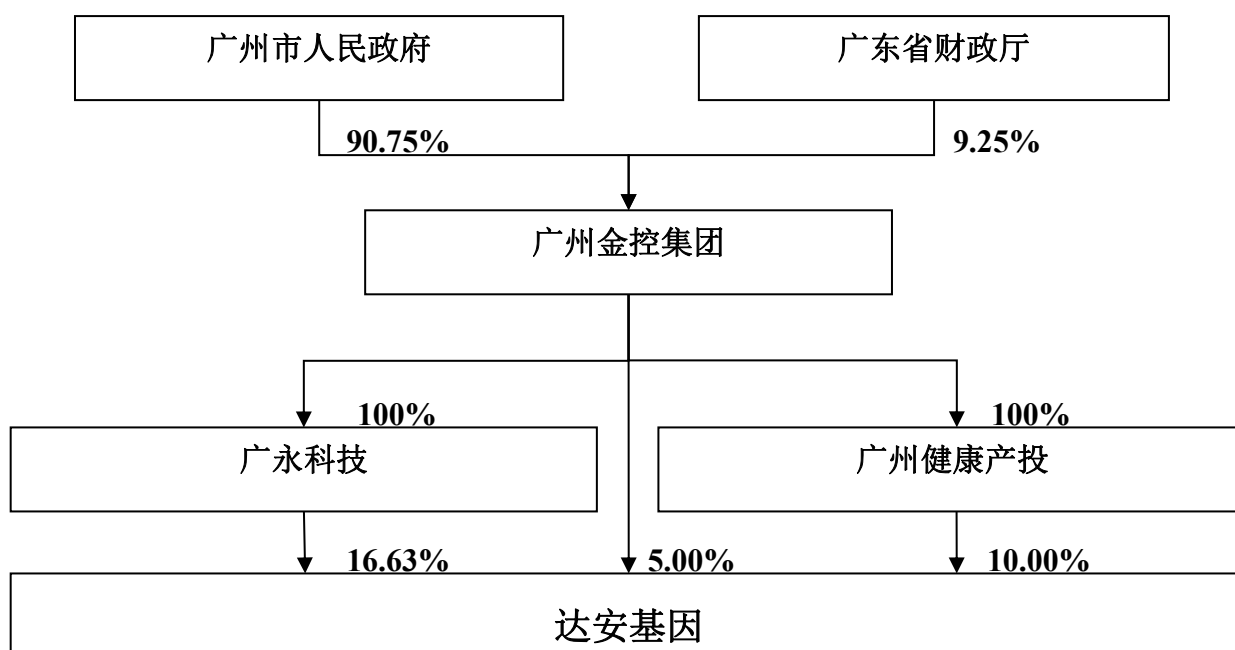 广州市人民政府
广东省财政厅
90.75%
9.25%
广州金控集团
100%
100%
广永科技
广州健康产投
16.63%
5.00%
10.00%
达安基因